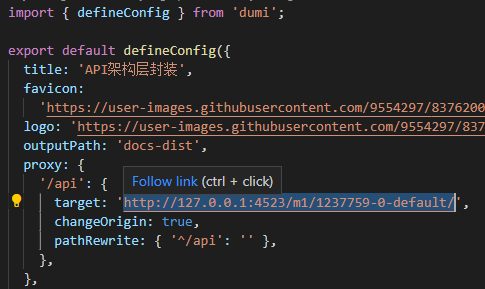 import { defineConfig } from 'dumi';
export default defineConfig({
title: 'API架构层封装',
favicon:
'https://user-images.githubusercontent.com/9554297/8376200
logo: 'https://user-images.githubusercontent.com/9554297/837
outputPath: 'docs-dist',
proxy: {
'/api': {
Follow link (ctrl + click)
target: 'http://127.0.0.1:4523/m1/1237759-0-default/',
changeOrigin: true,
pathRewrite: { '^/api': '' },
},
},